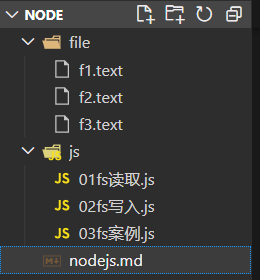 NODE
file
f1.text
f2.text
f3.text
js
JS 01fs读取.js
JS 02fs写入.js
JS 03fs案例.js
nodejs.md